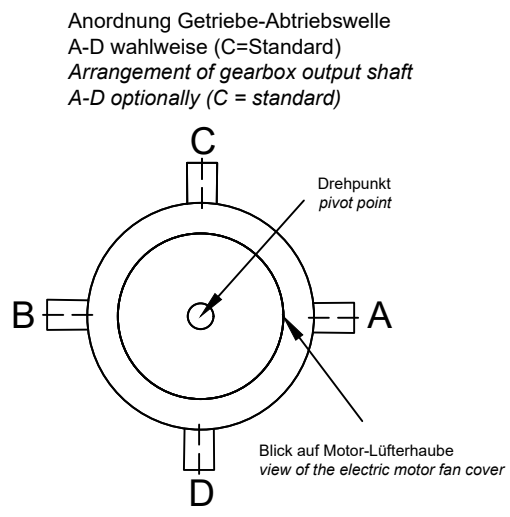 Anordnung Getriebe-Abtriebswelle
A-D wahlweise (C=Standard)
Arrangement of gearbox output shaft
A-D optionally (C = standard)
C
Drehpunkt
pivot point
B
A
Blick auf Motor-Lüfterhaube
view of the electric motor fan cover
D